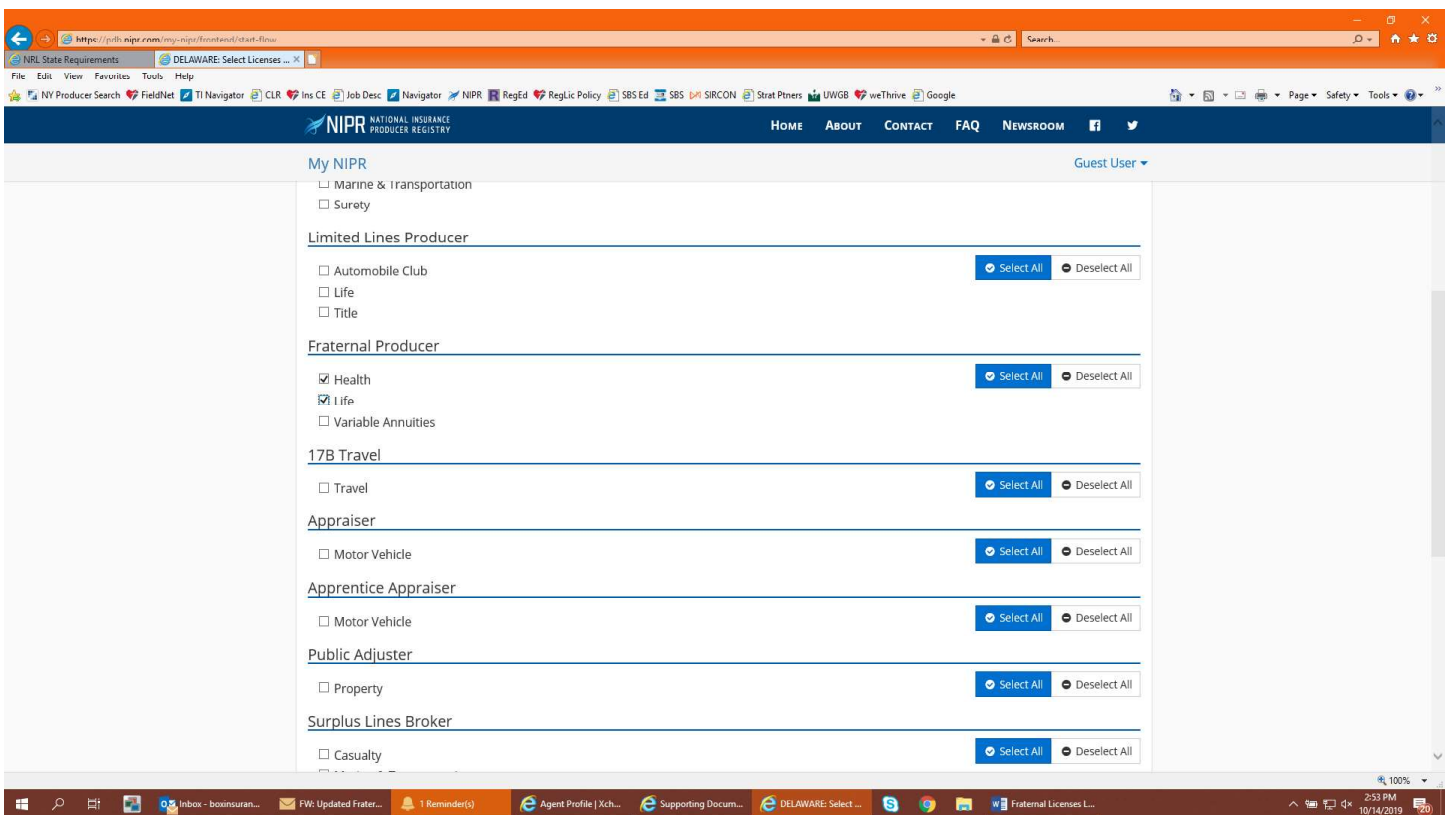 https://pdh.nipr.com/my-nipr/frontend/start-flow
Search...
NRL State Requirements
DELAWARE: Select Licenses ...
File Edit View Favorites Tools Help
NY Producer Search FieldNet TI Navigator CLR Ins CE Job Desc Navigator NIPR RegEd RegLic Policy SBS Ed SBS SIRCON Strat Ptners UWGB weThrive Google
Page Safety Tools
NIPR NATIONAL INSURANCE PRODUCER REGISTRY
HOME ABOUT CONTACT FAQ NEWSROOM
My NIPR
Guest User
Marine & Transportation
Surety
Limited Lines Producer
Automobile Club
Select All Deselect All
Life
Title
Fraternal Producer
Health
Select All Deselect All
Life
Variable Annuities
17B Travel
Travel
Select All Deselect All
Appraiser
Motor Vehicle
Select All Deselect All
Apprentice Appraiser
Motor Vehicle
Select All Deselect All
Public Adjuster
Property
Select All Deselect All
Surplus Lines Broker
Casualty
Select All Deselect All
100%
Inbox - boxinsuran...
FW: Updated Frater...
1 Reminder(s)
Agent Profile | Xch...
Supporting Docum...
DELAWARE: Select ...
Fraternal Licenses L...
2:53 PM
10/14/2019
20